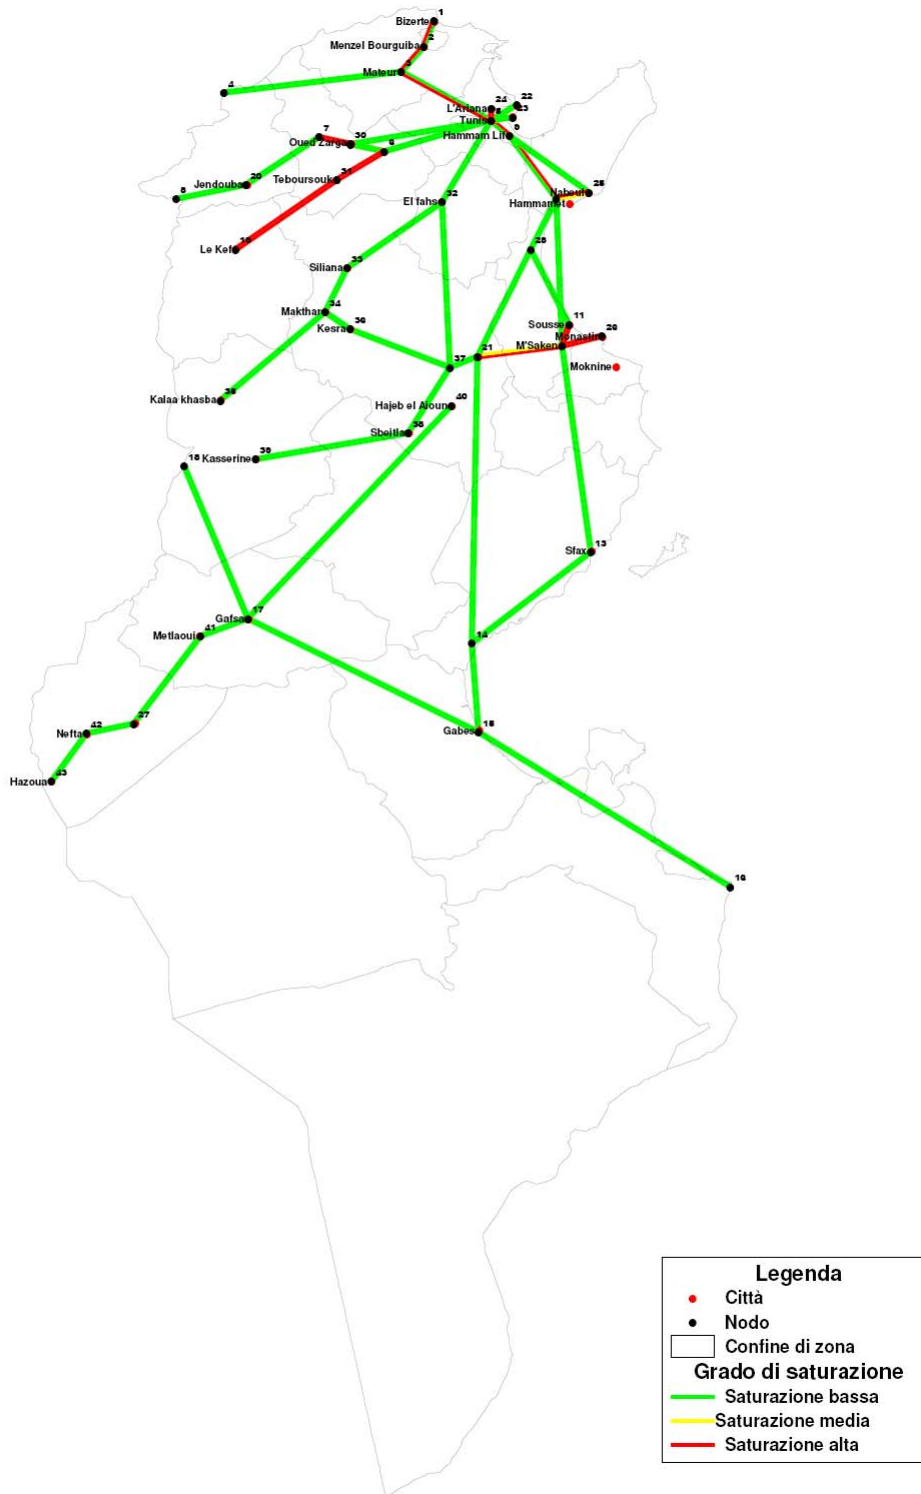 1
Bizerte
2
Menzel Bourguiba
3
Mateur
4
24
22
L'Ariana
23
Tunis
7
9
Hammam Lif
Oued Zarga
30
6
31
Teboursouk
20
Jendouba
8
25
Nabeul
Hammamet
32
El fahs
Le Kef
28
33
Siliana
34
Makthar
36
Kesra
11
Sousse
26
Monastir
M'Saken
21
37
Moknine
Kalaa khasba
40
Hajeb el Aioun
38
Sbeitla
39
Kasserine
18
13
Sfax
17
Gafsa
41
Metlaoui
14
27
42
Nefta
15
Gabes
43
Hazoua
Legenda
Città
Nodo
Confine di zona
Grado di saturazione
Saturazione bassa
Saturazione media
Saturazione alta